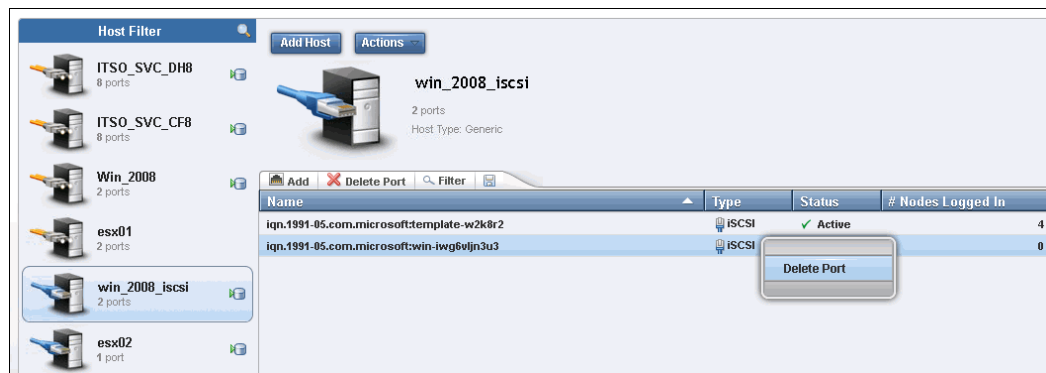 Host Filter
ITSO_SVC_DH8
8 ports
ITSO_SVC_CF8
8 ports
Win_2008
2 ports
esx01
2 ports
win_2008_iscsi
2 ports
esx02
1 port
Add Host Actions
win_2008_iscsi
2 ports
Host Type: Generic
Add Delete Port Filter
Name Type Status # Nodes Logged In
iqn.1991-05.com.microsoft:template-w2k8r2 iSCSI Active 4
iqn.1991-05.com.microsoft:win-iwg6vljn3u3 iSCSI 0
Delete Port